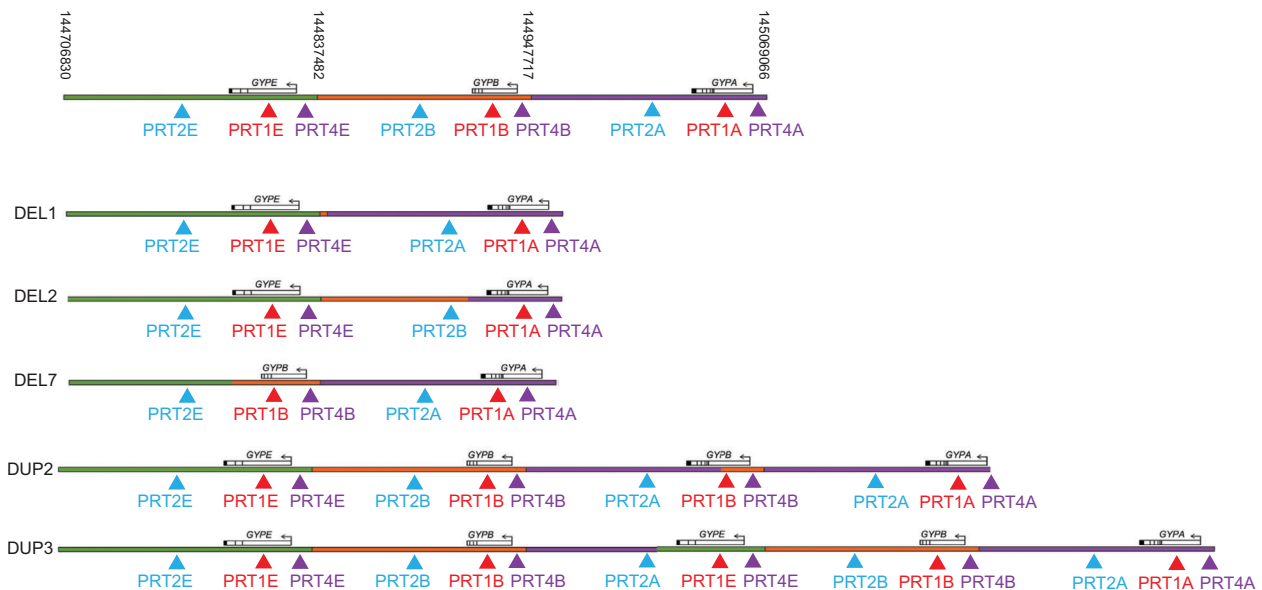 144706830 144837482 144947717 145069066
GYPE GYPB GYPA
PRT2E PRT1E PRT4E PRT2B PRT1B PRT4B PRT2A PRT1A PRT4A
DEL1 GYPE GYPA
PRT2E PRT1E PRT4E PRT2A PRT1A PRT4A
DEL2 GYPE GYPA
PRT2E PRT1E PRT4E PRT2B PRT1A PRT4A
DEL7 GYPB GYPA
PRT2E PRT1B PRT4B PRT2A PRT1A PRT4A
DUP2 GYPE GYPB GYPB GYPA
PRT2E PRT1E PRT4E PRT2B PRT1B PRT4B PRT2A PRT1B PRT4B PRT2A PRT1A PRT4A
DUP3 GYPE GYPB GYPE GYPB GYPA
PRT2E PRT1E PRT4E PRT2B PRT1B PRT4B PRT2A PRT1E PRT4E PRT2B PRT1B PRT4B PRT2A PRT1A PRT4A